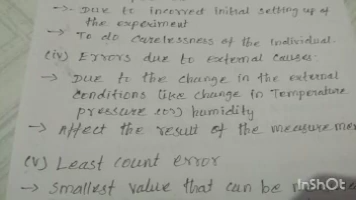 → Due to incorred initial setting up of
the experiment
→ To do Carelessness of the Individual.
(iv) Errors due to external causes:
→ Due to the change in the external
Conditions like change in Temperature
pressure (or) humidity
→ Affect the result of the measureme
(v) Least count error
→ Smallest value that can be
InShOt